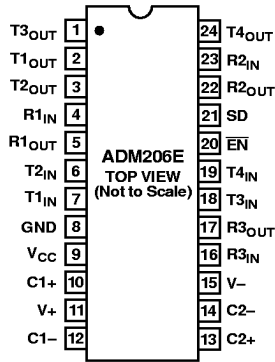 T3OUT 1 24 T4OUT
T1OUT 2 23 R2IN
T2OUT 3 22 R2OUT
R1IN 4 21 SD
R1OUT 5 20 EN
T2IN 6 19 T4IN
T1IN 7 18 T3IN
GND 8 17 R3OUT
VCC 9 16 R3IN
C1+ 10 15 V–
V+ 11 14 C2–
C1– 12 13 C2+
ADM206E
TOP VIEW
(Not to Scale)